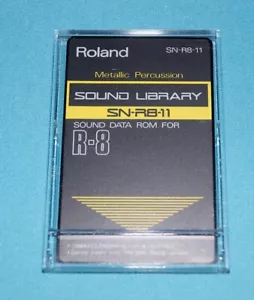 Roland SN-R8-11
Metallic Percussion
SOUND LIBRARY
SN-R8-11
SOUND DATA ROM FOR
R-8